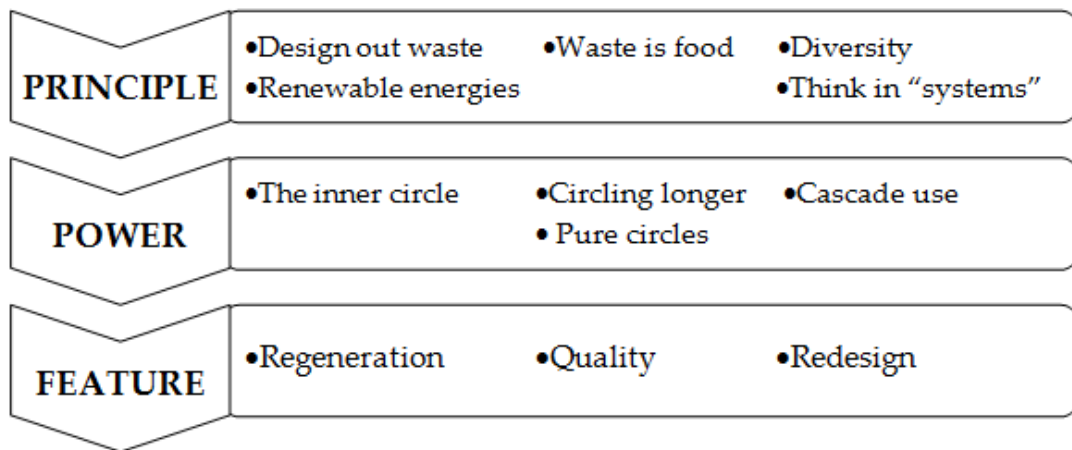 PRINCIPLE
•Design out waste •Waste is food •Diversity
•Renewable energies •Think in “systems”
POWER
•The inner circle •Circling longer •Cascade use
• Pure circles
FEATURE
•Regeneration •Quality •Redesign